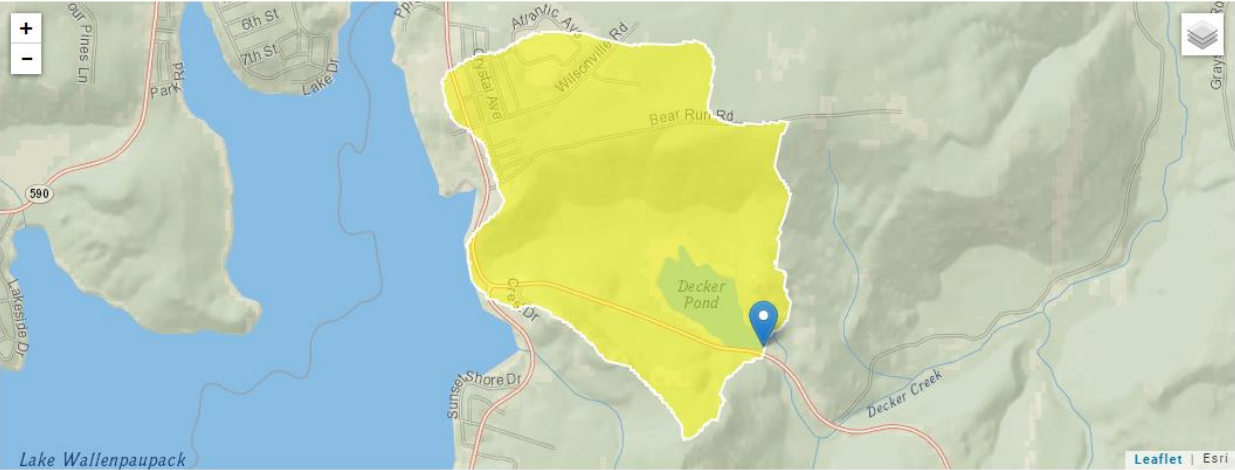 +
-
our Pines Ln
Park Rd
6th St
7th St
Lake Dr
Atlantic Ave
Wilsonville Rd
Crystal Ave
Bear Run Rd
590
Lakeside Dr
Crest Dr
Decker
Pond
Sunset
Shore Dr
Decker Creek
Lake Wallenpaupack
Leaflet | Esri